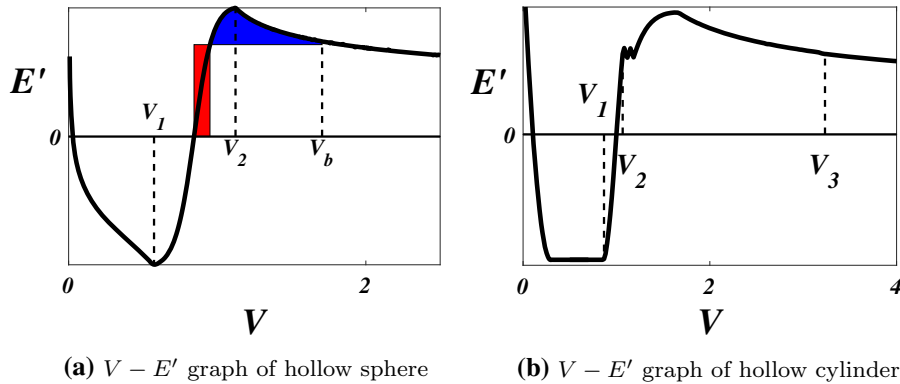 E'
0
V₁
V₂
V_b
0
2
V
(a) V − E' graph of hollow sphere
E'
0
V₁
V₂
V₃
0
2
4
V
(b) V − E' graph of hollow cylinder